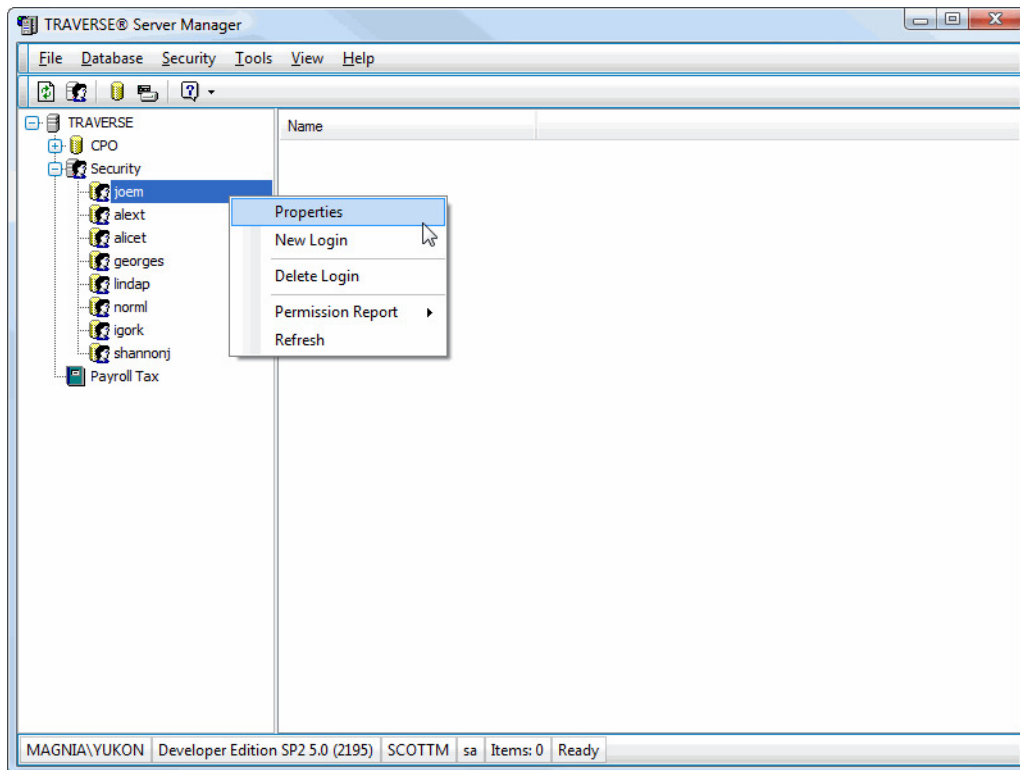 TRAVERSE® Server Manager
File Database Security Tools View Help
TRAVERSE
CPO
Security
joem
alext
alicet
georges
lindap
norml
igork
shannonj
Payroll Tax
Name
Properties
New Login
Delete Login
Permission Report
Refresh
MAGNIA\YUKON Developer Edition SP2 5.0 (2195) SCOTTM sa Items: 0 Ready